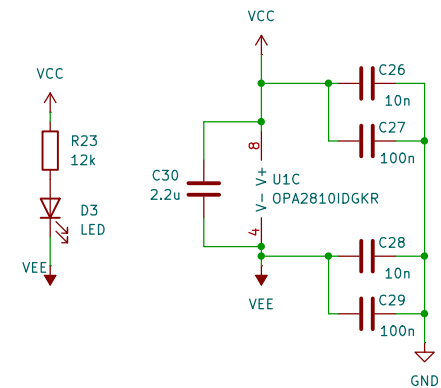 VCC
VCC
C26
10n
C27
100n
R23
12k
8
C30
2.2u
V+
V-
U1C
OPA2810IDGKR
D3
LED
4
C28
10n
VEE
VEE
C29
100n
GND